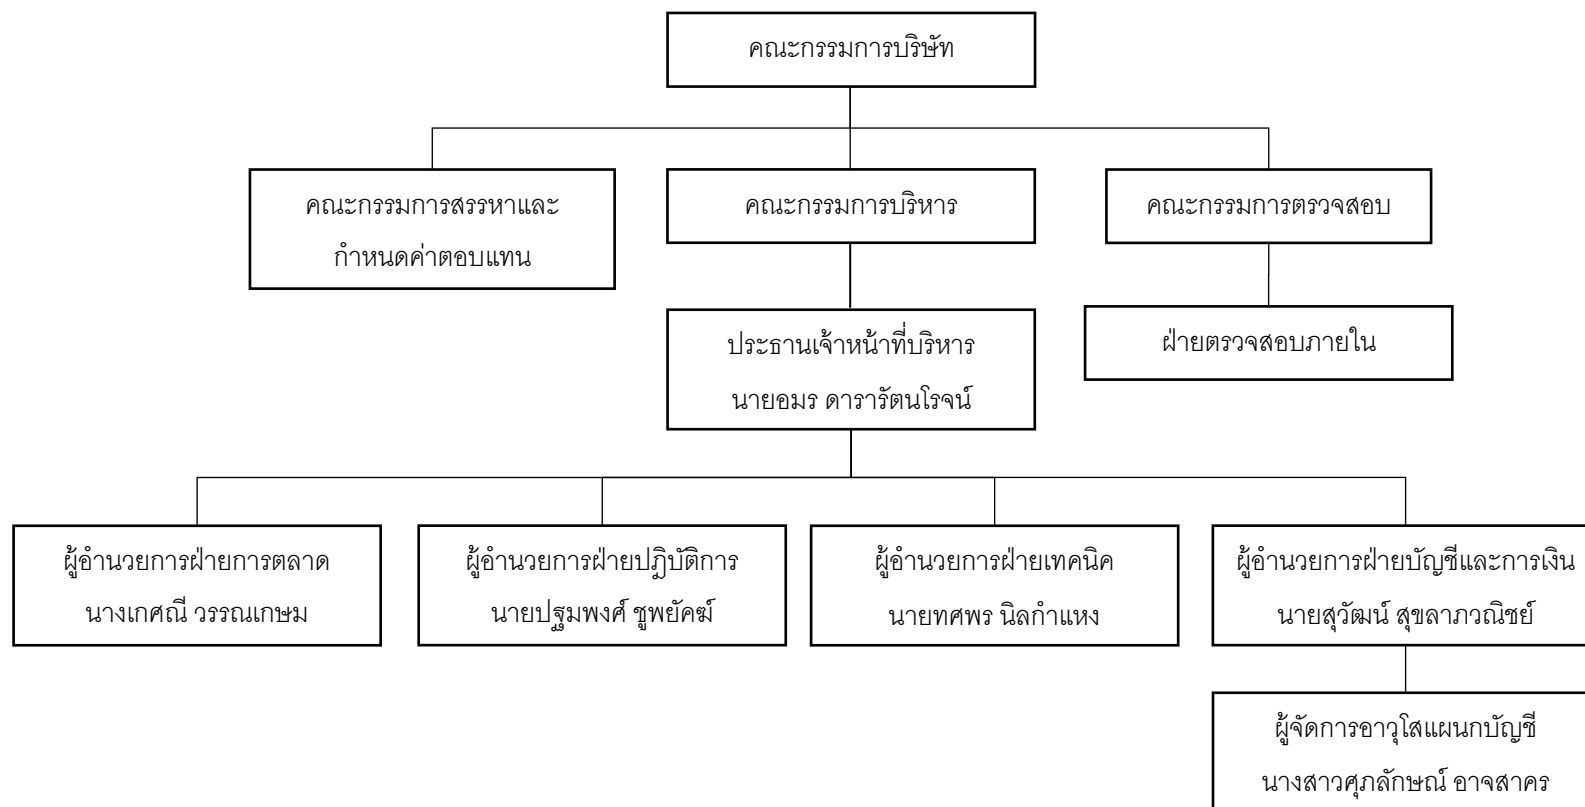 คณะกรรมการบริษัท
คณะกรรมการสรรหาและ
กำหนดค่าตอบแทน
คณะกรรมการบริหาร
คณะกรรมการตรวจสอบ
ประธานเจ้าหน้าที่บริหาร
นายอมร ดารารัตนโรจน์
ฝ่ายตรวจสอบภายใน
ผู้อำนวยการฝ่ายการตลาด
นางเกศณี วรรณเกษม
ผู้อำนวยการฝ่ายปฏิบัติการ
นายปฐมพงศ์ ชูพยัคฆ์
ผู้อำนวยการฝ่ายเทคนิค
นายทศพร นิลกำแหง
ผู้อำนวยการฝ่ายบัญชีและการเงิน
นายสุวัฒน์ สุขลาภวณิชย์
ผู้จัดการอาวุโสแผนกบัญชี
นางสาวศุภลักษณ์ อาจสาคร